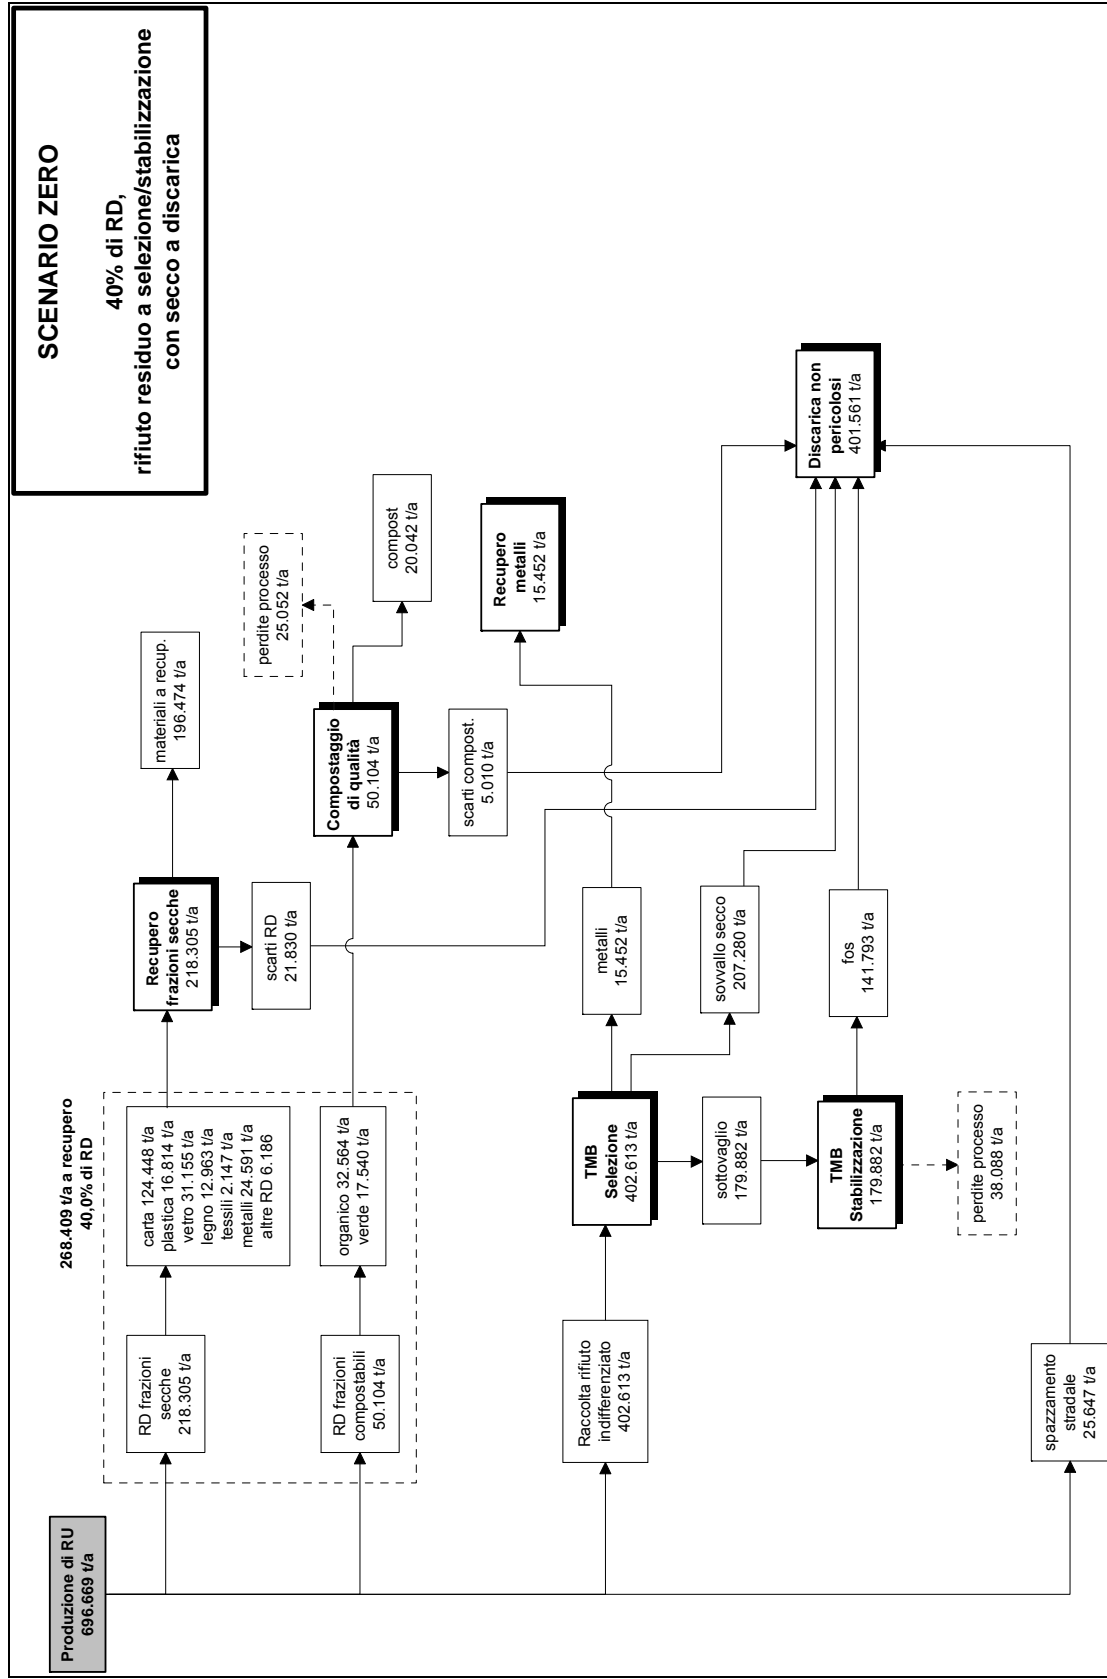 SCENARIO ZERO
40% di RD,
rifiuto residuo a selezione/stabilizzazione
con secco a discarica
Produzione di RU
696.669 t/a
268.409 t/a a recupero
40,0% di RD
RD frazioni
secche
218.305 t/a
carta 124.448 t/a
plastica 16.814 t/a
vetro 31.155 t/a
legno 12.963 t/a
tessili 2.147 t/a
metalli 24.591 t/a
altre RD 6.186
Recupero
frazioni secche
218.305 t/a
materiali a recup.
196.474 t/a
scarti RD
21.830 t/a
RD frazioni
compostabili
50.104 t/a
organico 32.564 t/a
verde 17.540 t/a
Compostaggio
di qualità
50.104 t/a
perdite processo
25.052 t/a
compost
20.042 t/a
scarti compost.
5.010 t/a
Recupero
metalli
15.452 t/a
Raccolta rifiuto
indifferenziato
402.613 t/a
TMB
Selezione
402.613 t/a
metalli
15.452 t/a
sovvallo secco
207.280 t/a
sottovaglio
179.882 t/a
TMB
Stabilizzazione
179.882 t/a
fos
141.793 t/a
perdite processo
38.088 t/a
Discarica non
pericolosi
401.561 t/a
spazzamento
stradale
25.647 t/a